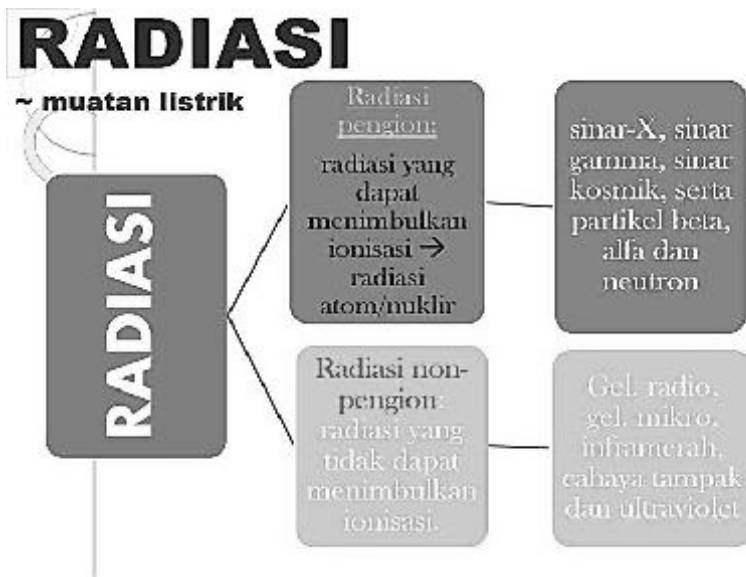 RADIASI
~ muatan listrik
RADIASI
Radiasi
pengion:
radiasi yang
dapat
menimbulkan
ionisasi →
radiasi
atom/nuklir
sinar-X, sinar
gamma, sinar
kosmik, serta
partikel beta,
alfa dan
neutron
Radiasi non-
pengion:
radiasi yang
tidak dapat
menimbulkan
ionisasi.
Gel. radio,
gel. mikro,
inframerah,
cahaya tampak
dan ultraviolet